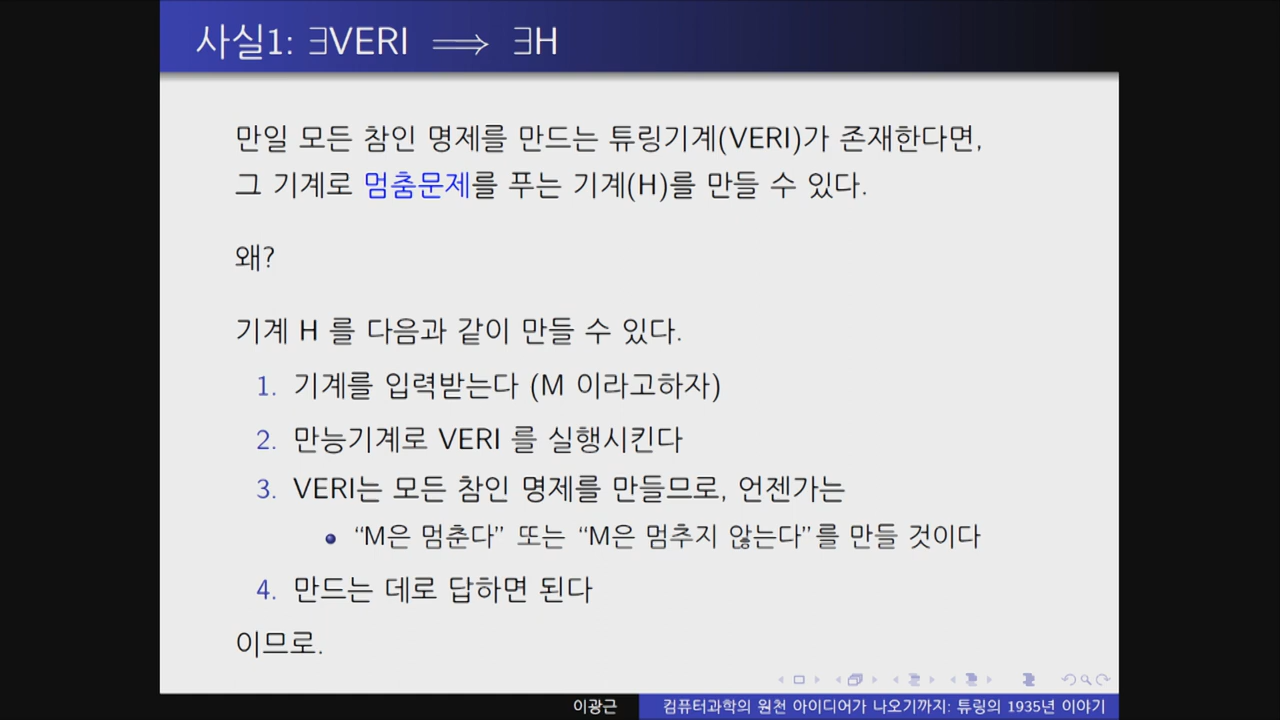 사실1: ∃VERI ⟹ ∃H
만일 모든 참인 명제를 만드는 튜링기계(VERI)가 존재한다면,
그 기계로 멈춤문제를 푸는 기계(H)를 만들 수 있다.
왜?
기계 H 를 다음과 같이 만들 수 있다.
1. 기계를 입력받는다 (M 이라고하자)
2. 만능기계로 VERI 를 실행시킨다
3. VERI는 모든 참인 명제를 만들므로, 언젠가는
“M은 멈춘다” 또는 “M은 멈추지 않는다”를 만들 것이다
4. 만드는 데로 답하면 된다
이므로.
이광근 컴퓨터과학의 원천 아이디어가 나오기까지: 튜링의 1935년 이야기